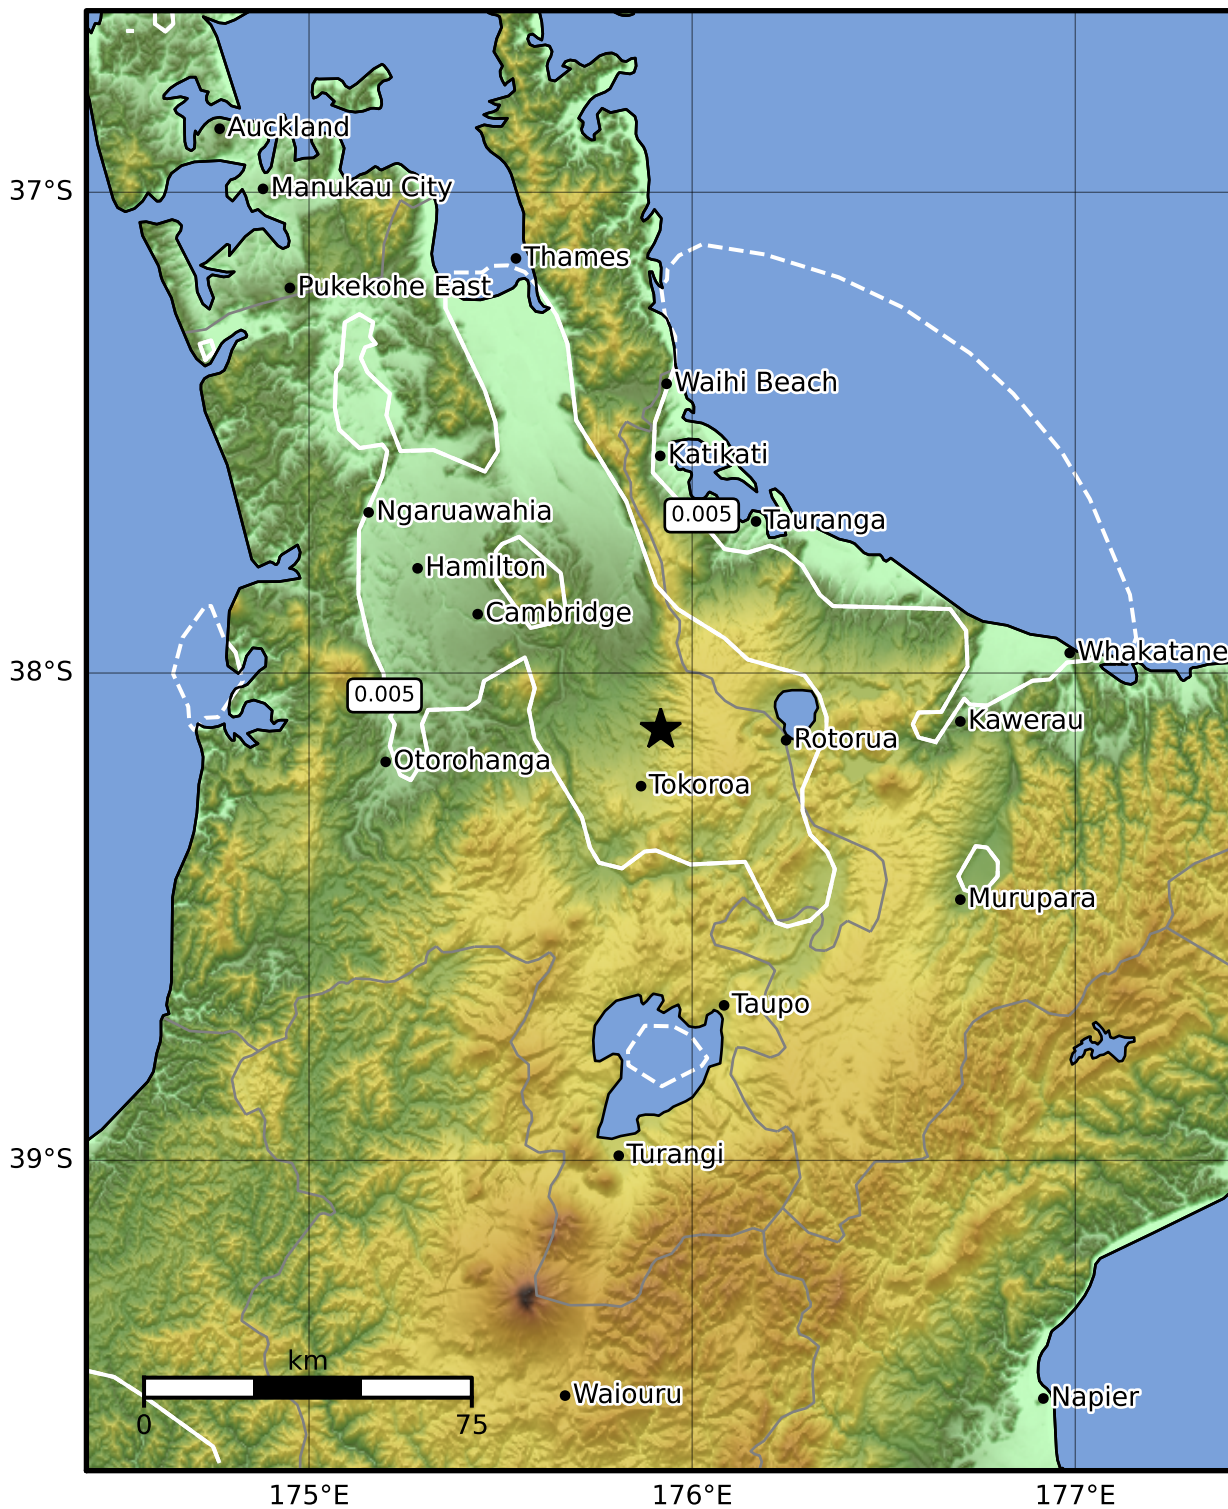 Auckland
37°S
Manukau City
Thames
Pukekohe East
Waihi Beach
Katikati
Ngaruawahia
0.005
Tauranga
Hamilton
Cambridge
Whakatane
38°S
0.005
Kawerau
Rotorua
Otorohanga
Tokoroa
Murupara
Taupo
Turangi
39°S
km
Waiouru
Napier
0
75
175°E
176°E
177°E